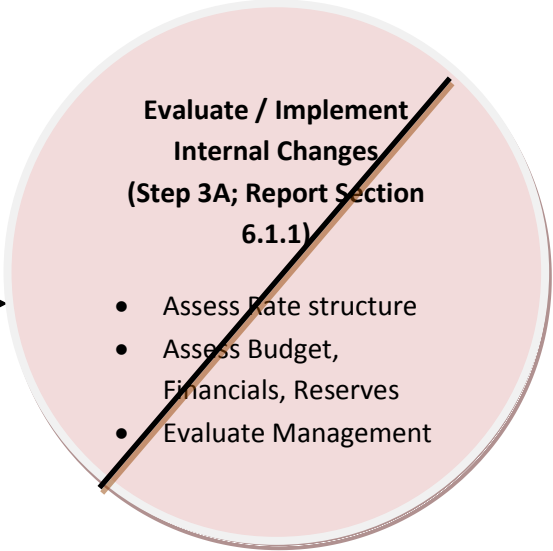 Evaluate / Implement
Internal Changes
(Step 3A; Report Section
6.1.1)
• Assess Rate structure
• Assess Budget,
Financials, Reserves
• Evaluate Management